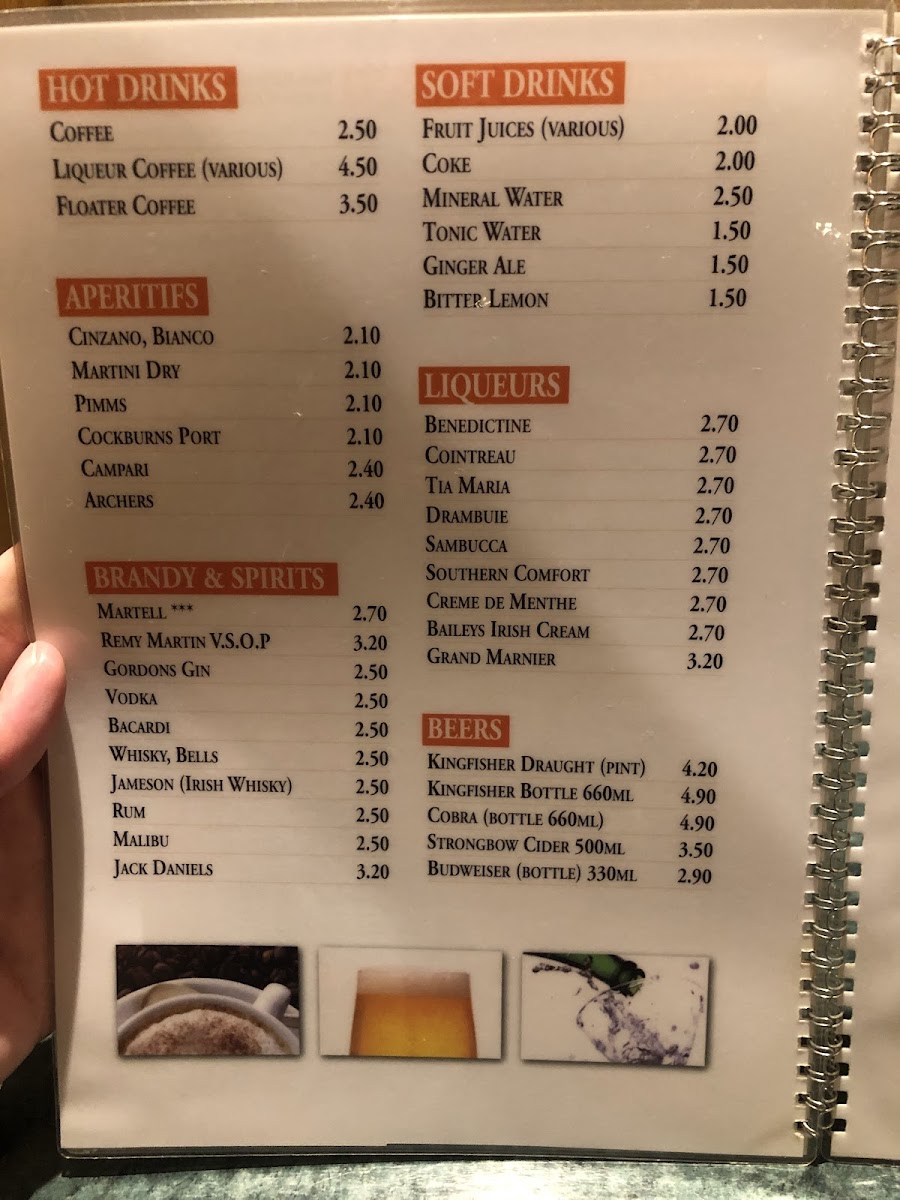 HOT DRINKS
COFFEE 2.50
LIQUEUR COFFEE (VARIOUS) 4.50
FLOATER COFFEE 3.50
APERITIFS
CINZANO, BIANCO 2.10
MARTINI DRY 2.10
PIMMS 2.10
COCKBURNS PORT 2.10
CAMPARI 2.40
ARCHERS 2.40
BRANDY & SPIRITS
MARTELL *** 2.70
REMY MARTIN V.S.O.P 3.20
GORDONS GIN 2.50
VODKA 2.50
BACARDI 2.50
WHISKY, BELLS 2.50
JAMESON (IRISH WHISKY) 2.50
RUM 2.50
MALIBU 2.50
JACK DANIELS 3.20
SOFT DRINKS
FRUIT JUICES (VARIOUS) 2.00
COKE 2.00
MINERAL WATER 2.50
TONIC WATER 1.50
GINGER ALE 1.50
BITTER LEMON 1.50
LIQUEURS
BENEDICTINE 2.70
COINTREAU 2.70
TIA MARIA 2.70
DRAMBUIE 2.70
SAMBUCCA 2.70
SOUTHERN COMFORT 2.70
CREME DE MENTHE 2.70
BAILEYS IRISH CREAM 2.70
GRAND MARNIER 3.20
BEERS
KINGFISHER DRAUGHT (PINT) 4.20
KINGFISHER BOTTLE 660ML 4.90
COBRA (BOTTLE 660ML) 4.90
STRONGBOW CIDER 500ML 3.50
BUDWEISER (BOTTLE) 330ML 2.90